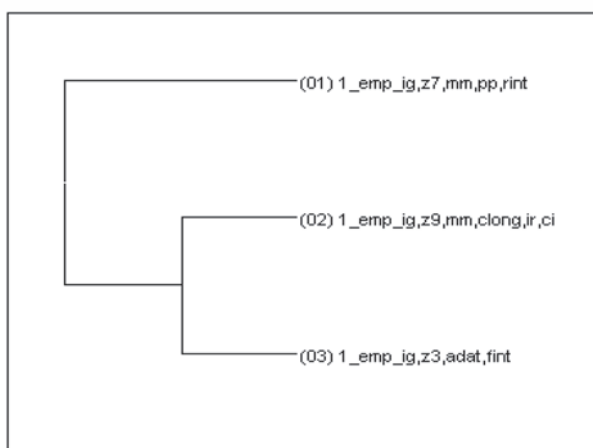 (01) 1_emp_ig,z7,mm,pp,rint
(02) 1_emp_ig,z9,mm,clong,ir,ci
(03) 1_emp_ig,z3,adat,fint